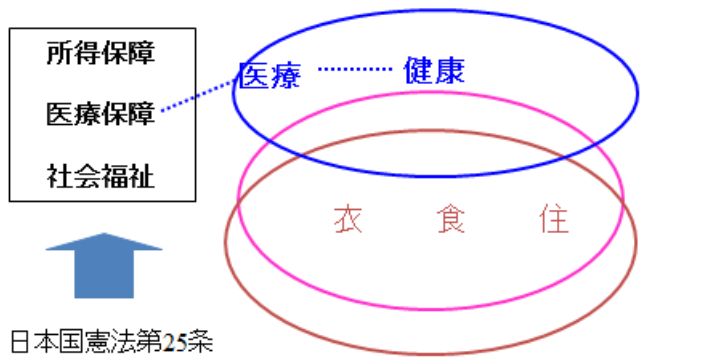 所得保障
医療保障
社会福祉
日本国憲法第25条
医療
健康
衣 食 住